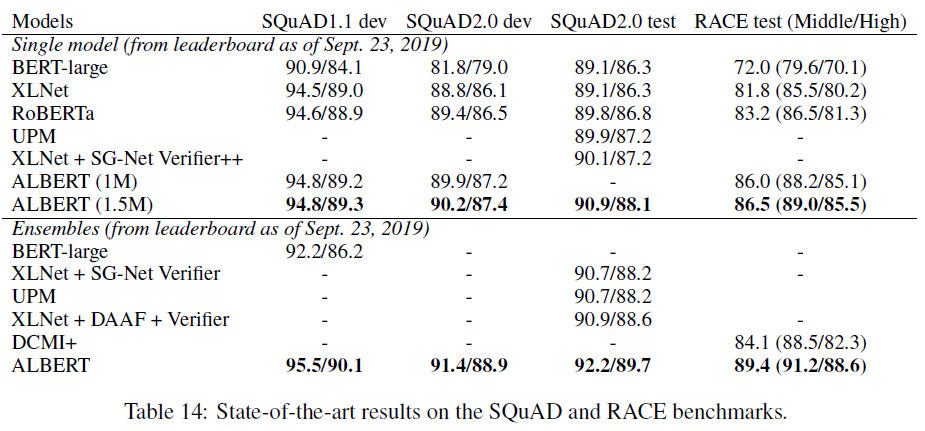 Models SQuAD1.1 dev SQuAD2.0 dev SQuAD2.0 test RACE test (Middle/High)
Single model (from leaderboard as of Sept. 23, 2019)
BERT-large 90.9/84.1 81.8/79.0 89.1/86.3 72.0 (79.6/70.1)
XLNet 94.5/89.0 88.8/86.1 89.1/86.3 81.8 (85.5/80.2)
RoBERTa 94.6/88.9 89.4/86.5 89.8/86.8 83.2 (86.5/81.3)
UPM - - 89.9/87.2 -
XLNet + SG-Net Verifier++ - - 90.1/87.2 -
ALBERT (1M) 94.8/89.2 89.9/87.2 - 86.0 (88.2/85.1)
ALBERT (1.5M) 94.8/89.3 90.2/87.4 90.9/88.1 86.5 (89.0/85.5)
Ensembles (from leaderboard as of Sept. 23, 2019)
BERT-large 92.2/86.2 - - -
XLNet + SG-Net Verifier - - 90.7/88.2 -
UPM - - 90.7/88.2
XLNet + DAAF + Verifier - - 90.9/88.6 -
DCMI+ - - - 84.1 (88.5/82.3)
ALBERT 95.5/90.1 91.4/88.9 92.2/89.7 89.4 (91.2/88.6)
Table 14: State-of-the-art results on the SQuAD and RACE benchmarks.